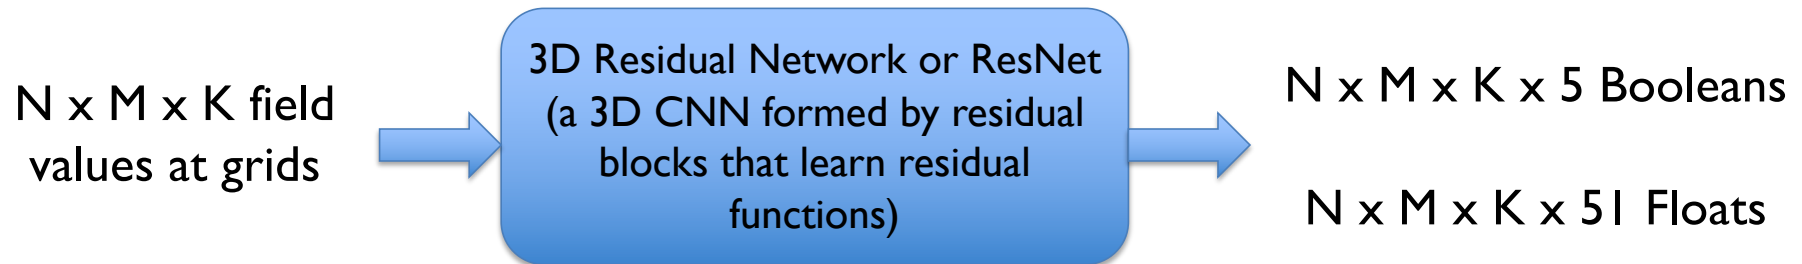 N x M x K field
values at grids
3D Residual Network or ResNet
(a 3D CNN formed by residual
blocks that learn residual
functions)
N x M x K x 5 Booleans
N x M x K x 51 Floats